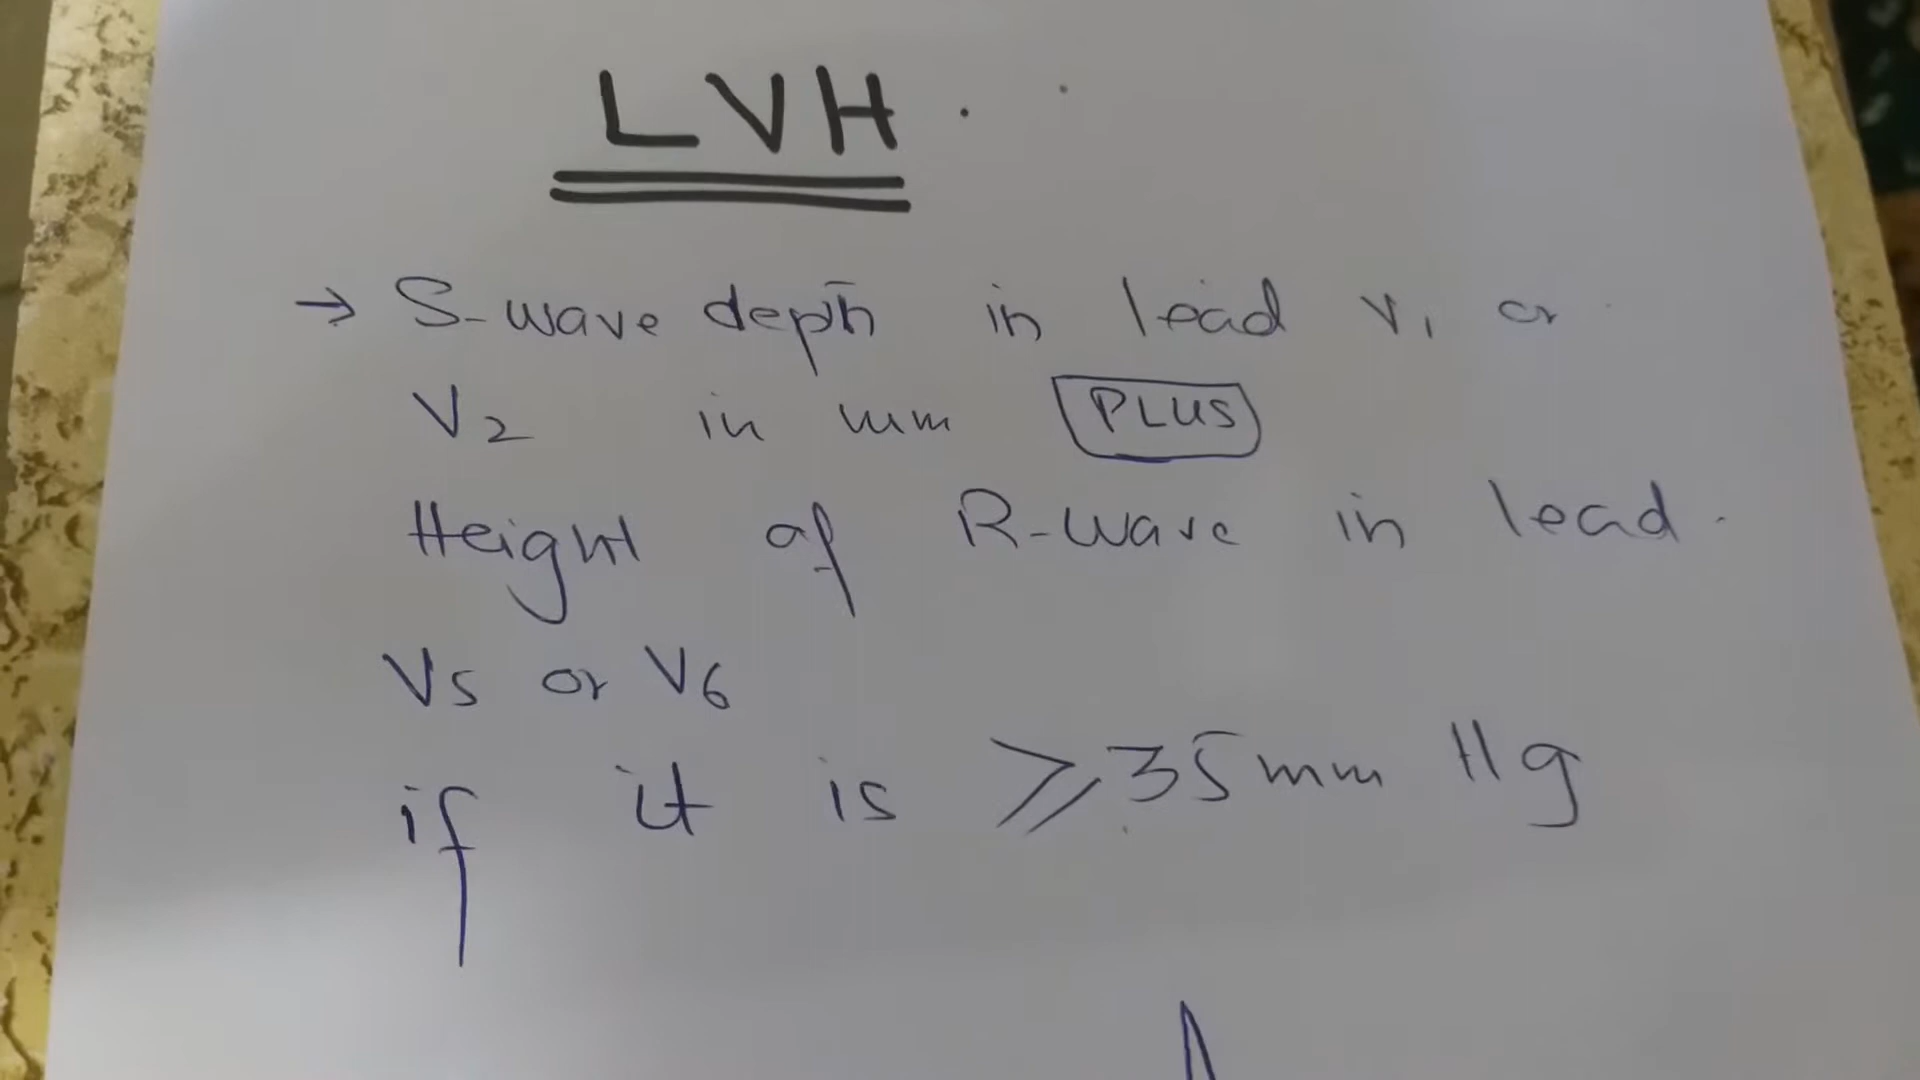 LVH
→ S-wave depth in lead V1 or
V2 in mm PLUS
Height of R-wave in lead
V5 or V6
if it is ⩾35mm Hg